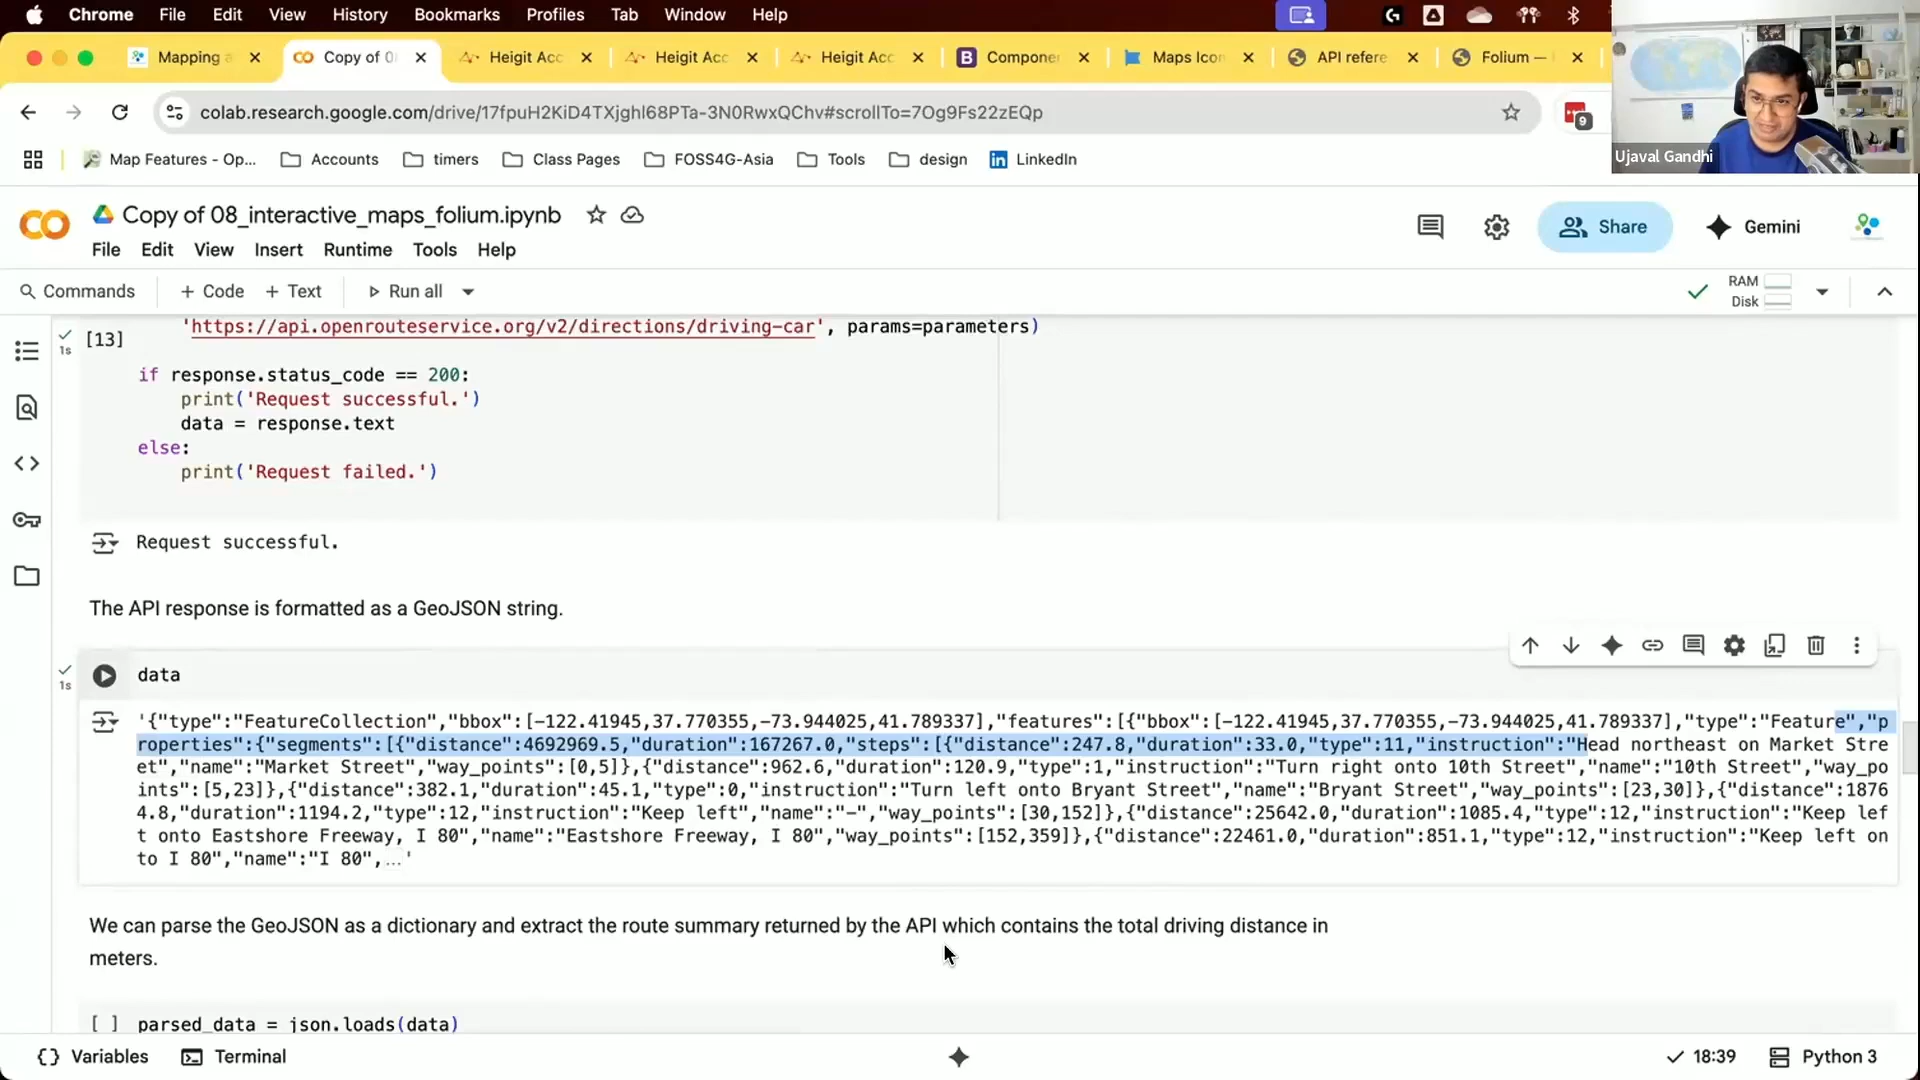 Chrome File Edit View History Bookmarks Profiles Tab Window Help
Mapping a Copy of 0 Heigit Acc Heigit Acc Heigit Acc Componen Maps Icon API refere Folium —
colab.research.google.com/drive/17fpuH2KiD4TXjghl68PTa-3N0RwxQChv#scrollTo=7Og9Fs22zEQp
9
Ujaval Gandhi
Map Features - Op... Accounts timers Class Pages FOSS4G-Asia Tools design LinkedIn
Copy of 08_interactive_maps_folium.ipynb
Share Gemini
File Edit View Insert Runtime Tools Help
Commands + Code + Text Run all RAM Disk
'https://api.openrouteservice.org/v2/directions/driving-car', params=parameters)
[13]
1s
if response.status_code == 200:
print('Request successful.')
data = response.text
else:
print('Request failed.')
Request successful.
The API response is formatted as a GeoJSON string.
data
1s
'{"type":"FeatureCollection","bbox":[-122.41945,37.770355,-73.944025,41.789337],"features":[{"bbox":[-122.41945,37.770355,-73.944025,41.789337],"type":"Feature","p
roperties":{"segments":[{"distance":4692969.5,"duration":167267.0,"steps":[{"distance":247.8,"duration":33.0,"type":11,"instruction":"Head northeast on Market Stre
et","name":"Market Street","way_points":[0,5]},{"distance":962.6,"duration":120.9,"type":1,"instruction":"Turn right onto 10th Street","name":"10th Street","way_po
ints":[5,23]},{"distance":382.1,"duration":45.1,"type":0,"instruction":"Turn left onto Bryant Street","name":"Bryant Street","way_points":[23,30]},{"distance":1876
4.8,"duration":1194.2,"type":12,"instruction":"Keep left","name":"-","way_points":[30,152]},{"distance":25642.0,"duration":1085.4,"type":12,"instruction":"Keep lef
t onto Eastshore Freeway, I 80","name":"Eastshore Freeway, I 80","way_points":[152,359]},{"distance":22461.0,"duration":851.1,"type":12,"instruction":"Keep left on
to I 80","name":"I 80",...'
We can parse the GeoJSON as a dictionary and extract the route summary returned by the API which contains the total driving distance in
meters.
[ ] parsed_data = json.loads(data)
Variables Terminal 18:39 Python 3